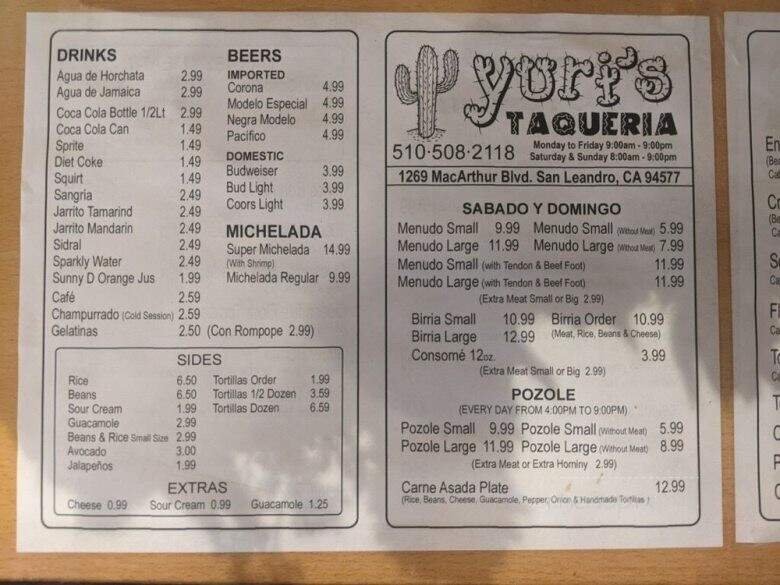 DRINKS
Agua de Horchata 2.99
Agua de Jamaica 2.99
Coca Cola Bottle 1/2Lt 2.99
Coca Cola Can 1.49
Sprite 1.49
Diet Coke 1.49
Squirt 1.49
Sangria 2.49
Jarrito Tamarind 2.49
Jarrito Mandarin 2.49
Sidral 2.49
Sparkly Water 2.49
Sunny D Orange Jus 1.99
Café 2.59
Champurrado (Cold Session) 2.59
Gelatinas 2.50 (Con Rompope 2.99)
BEERS
IMPORTED
Corona 4.99
Modelo Especial 4.99
Negra Modelo 4.99
Pacifico 4.99
DOMESTIC
Budweiser 3.99
Bud Light 3.99
Coors Light 3.99
MICHELADA
Super Michelada 14.99
(With Shrimp)
Michelada Regular 9.99
SIDES
Rice 6.50 Tortillas Order 1.99
Beans 6.50 Tortillas 1/2 Dozen 3.59
Sour Cream 1.99 Tortillas Dozen 6.59
Guacamole 2.99
Beans & Rice Small Size 2.99
Avocado 3.00
Jalapeños 1.99
EXTRAS
Cheese 0.99 Sour Cream 0.99 Guacamole 1.25
yuri's
TAQUERIA
510·508·2118
Monday to Friday 9:00am - 9:00pm
Saturday & Sunday 8:00am - 9:00pm
1269 MacArthur Blvd. San Leandro, CA 94577
SABADO Y DOMINGO
Menudo Small 9.99 Menudo Small (Without Meat) 5.99
Menudo Large 11.99 Menudo Large (Without Meat) 7.99
Menudo Small (with Tendon & Beef Foot) 11.99
Menudo Large (with Tendon & Beef Foot) 11.99
(Extra Meat Small or Big 2.99)
Birria Small 10.99 Birria Order 10.99
Birria Large 12.99 (Meat, Rice, Beans & Cheese)
Consomé 12oz. 3.99
(Extra Meat Small or Big 2.99)
POZOLE
(EVERY DAY FROM 4:00PM TO 9:00PM)
Pozole Small 9.99 Pozole Small (Without Meat) 5.99
Pozole Large 11.99 Pozole Large (Without Meat) 8.99
(Extra Meat or Extra Hominy 2.99)
Carne Asada Plate 12.99
(Rice, Beans, Cheese, Guacamole, Pepper, Onion & Handmade Tortillas)